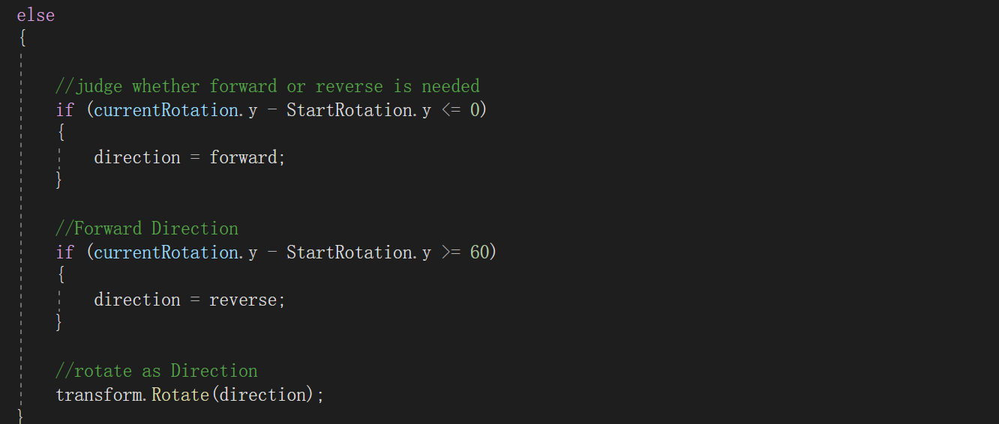 else
{
//judge whether forward or reverse is needed
if (currentRotation.y - StartRotation.y <= 0)
{
direction = forward;
}
//Forward Direction
if (currentRotation.y - StartRotation.y >= 60)
{
direction = reverse;
}
//rotate as Direction
transform.Rotate(direction);
}